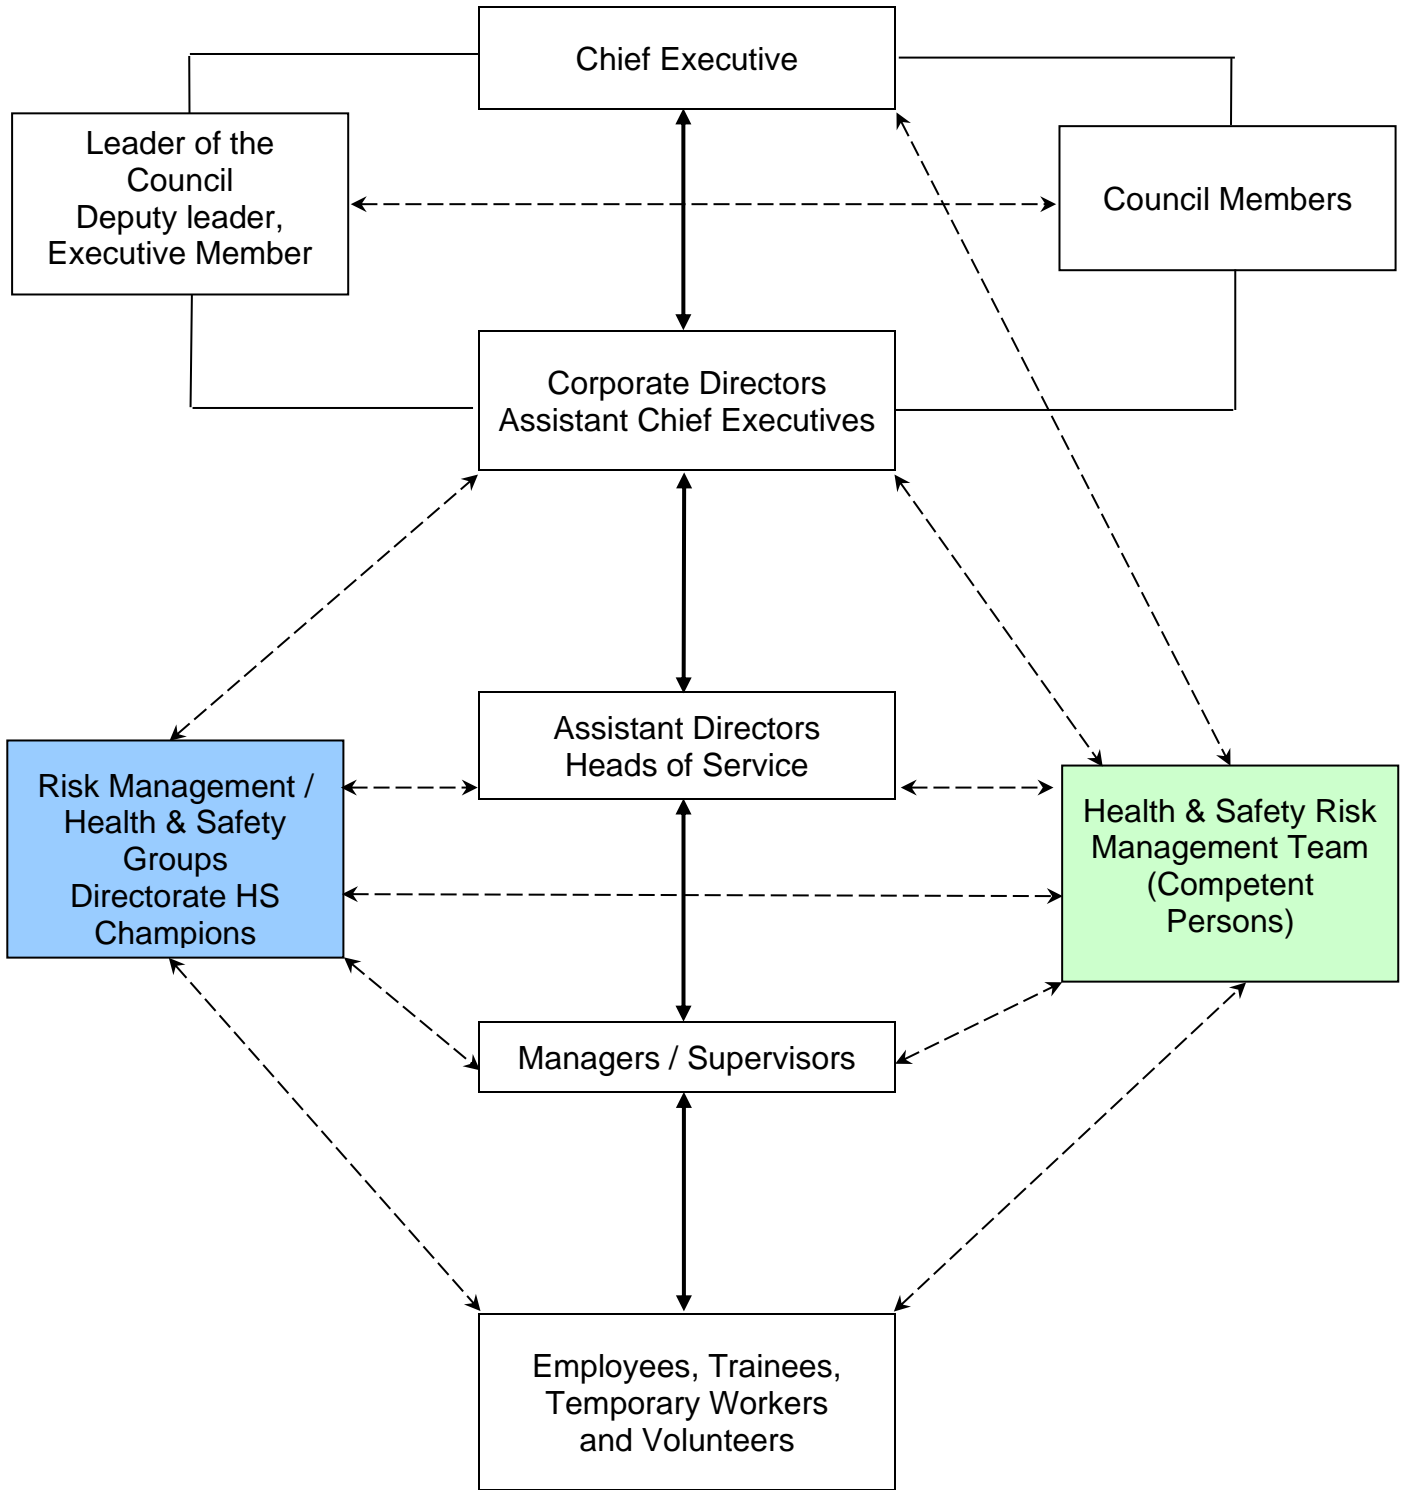 Chief Executive
Leader of the
Council
Deputy leader,
Executive Member
Council Members
Corporate Directors
Assistant Chief Executives
Assistant Directors
Heads of Service
Risk Management /
Health & Safety
Groups
Directorate HS
Champions
Health & Safety Risk
Management Team
(Competent
Persons)
Managers / Supervisors
Employees, Trainees,
Temporary Workers
and Volunteers